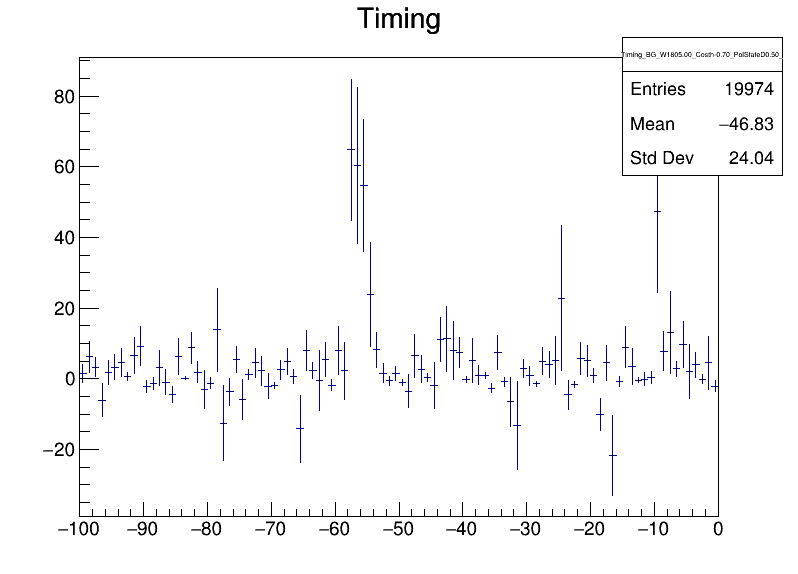 Timing
Timing_BG_W1805.00_Costh-0.70_PolStateD0.50_
Entries 19974
Mean −46.83
Std Dev 24.04
80
60
40
20
0
−20
−100 −90 −80 −70 −60 −50 −40 −30 −20 −10 0